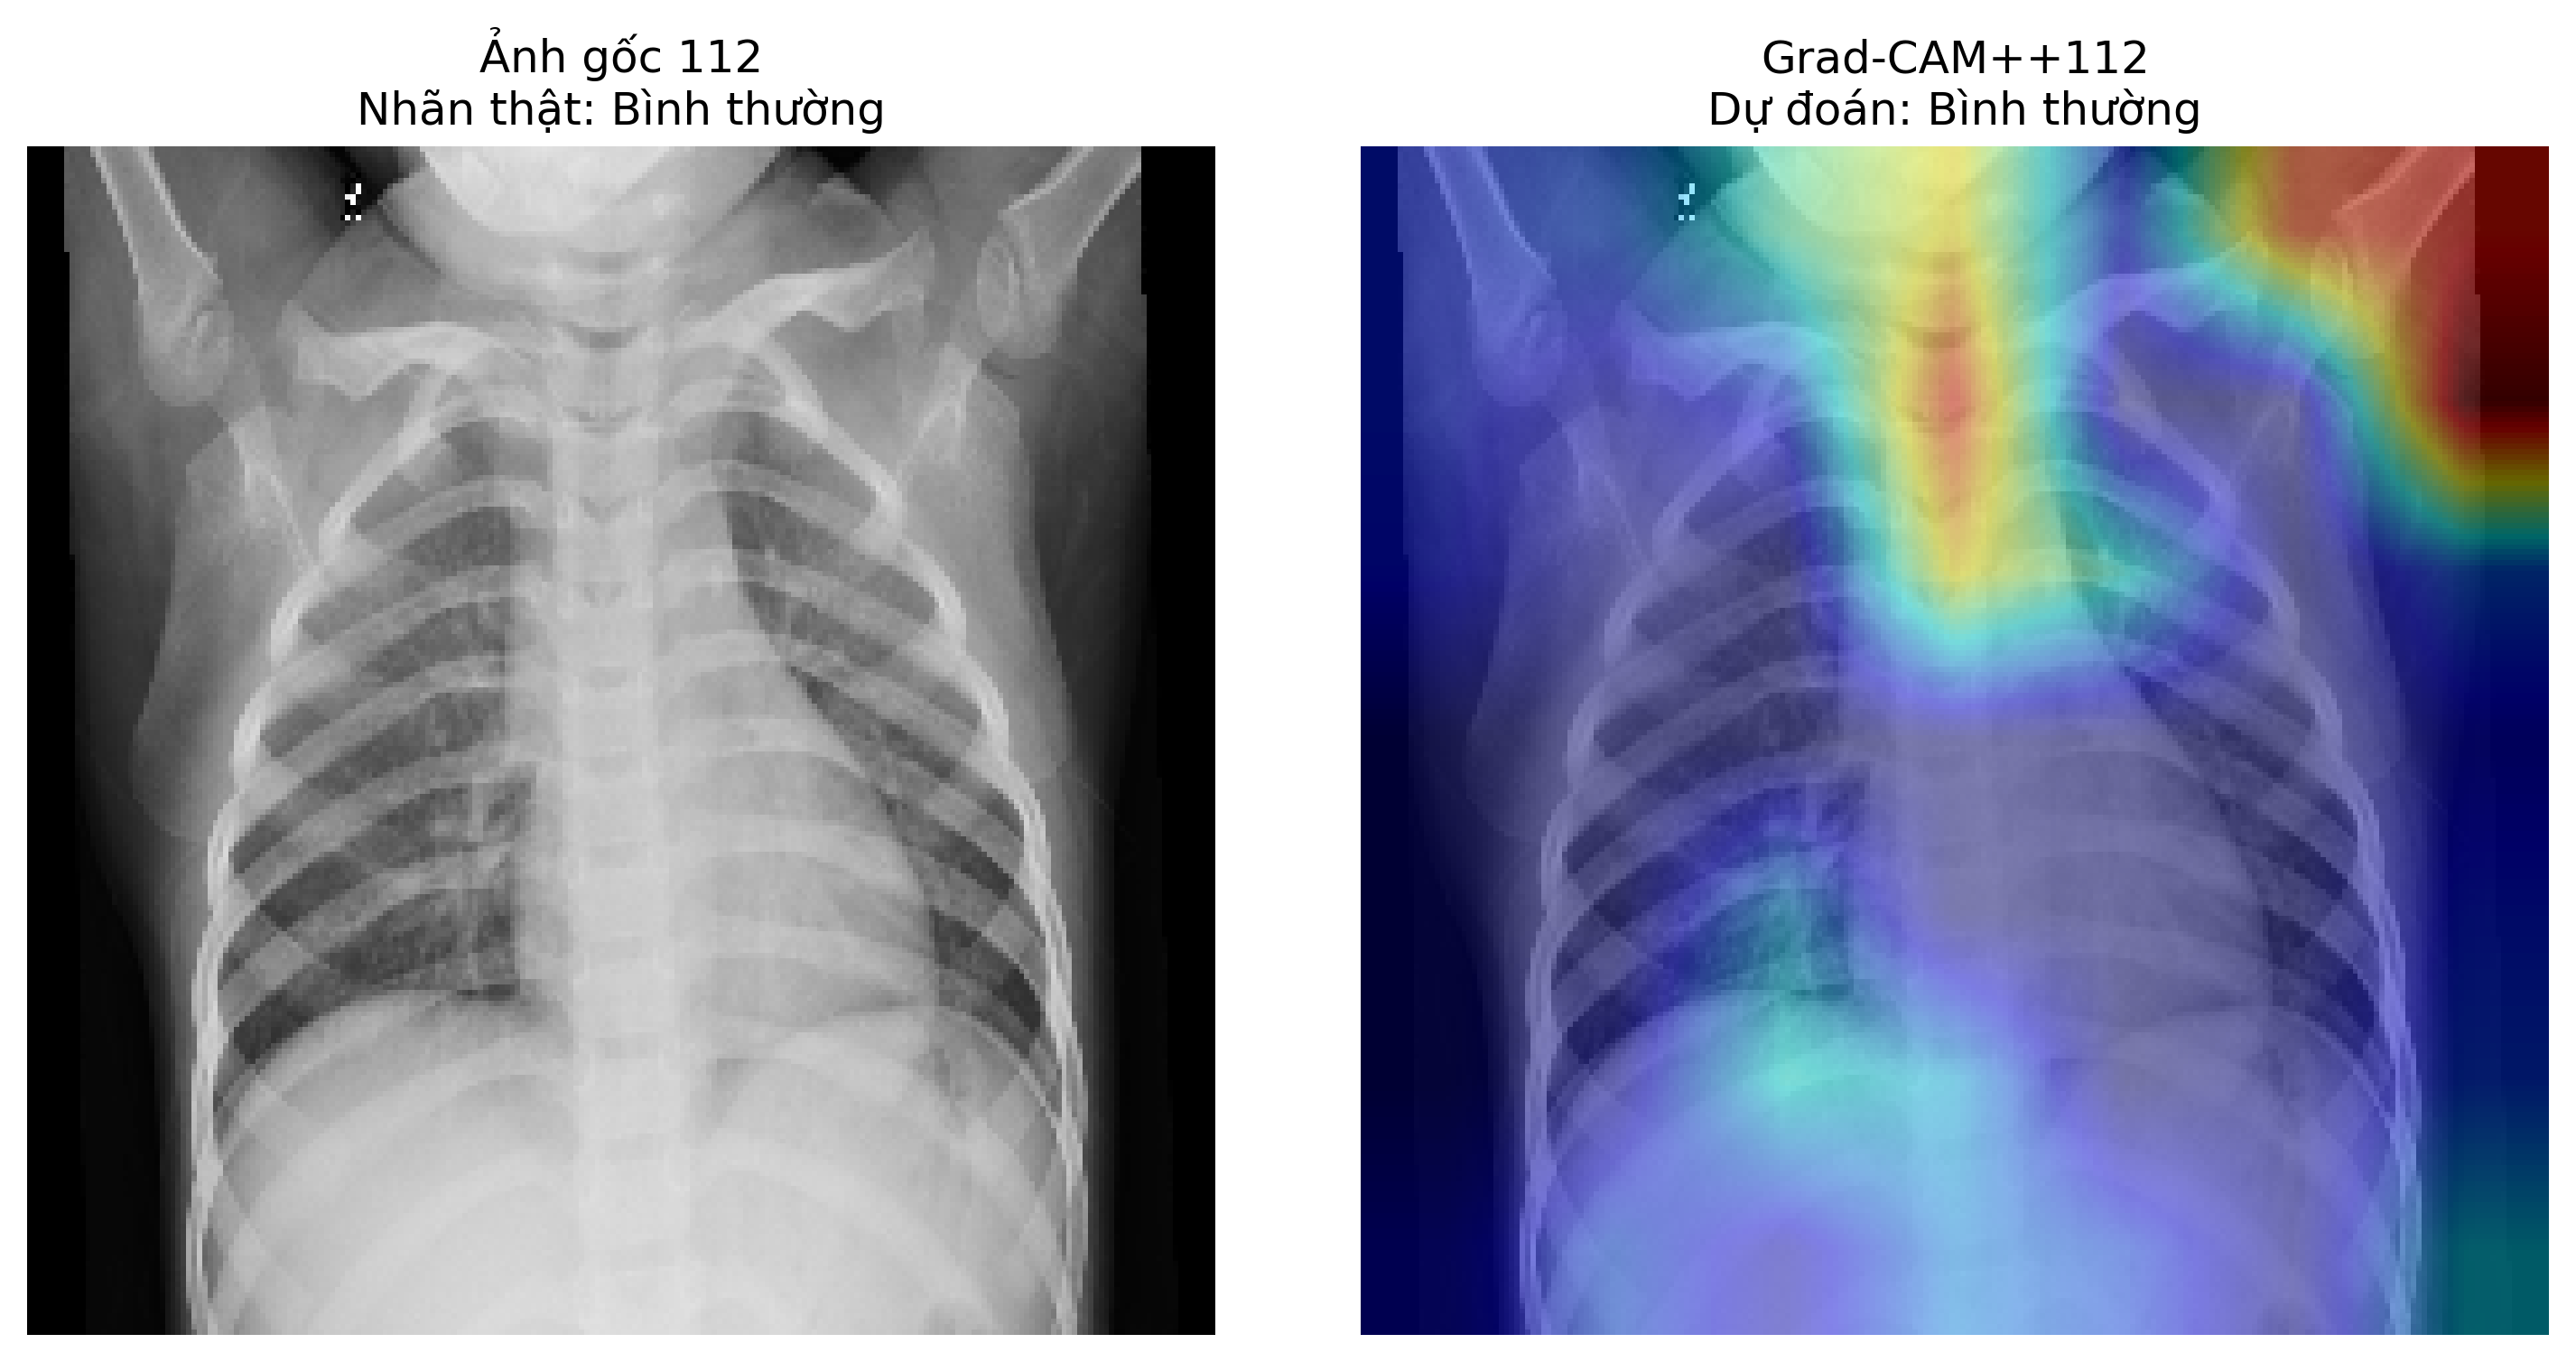 Ảnh gốc 112
Nhãn thật: Bình thường
Grad-CAM++112
Dự đoán: Bình thường